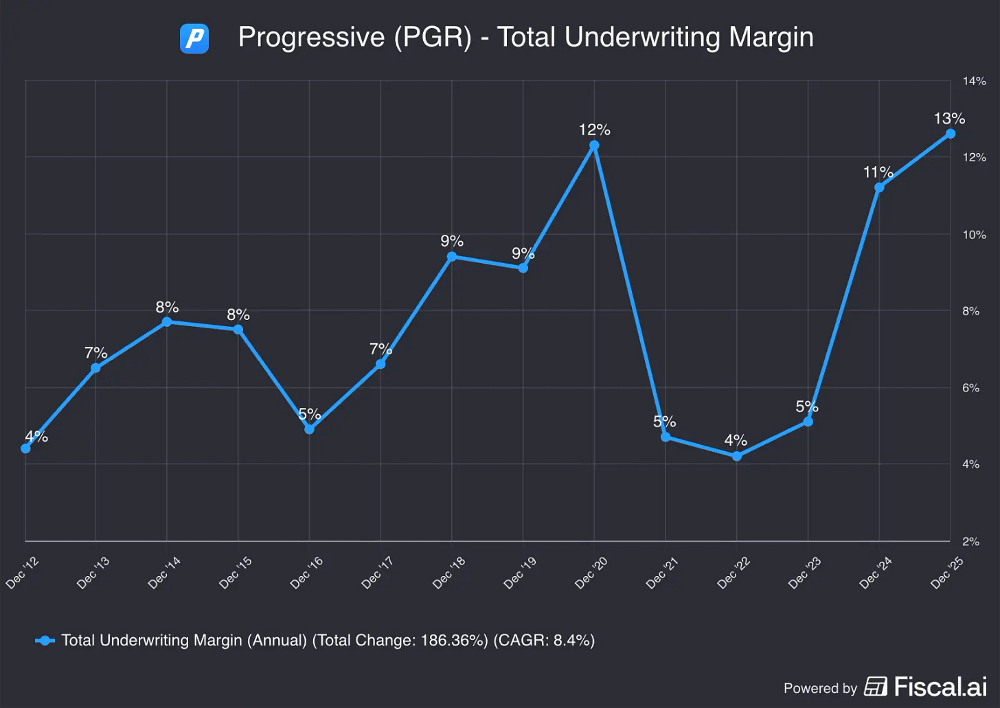 P Progressive (PGR) - Total Underwriting Margin
14%
12%
10%
8%
6%
4%
2%
4%
7%
8%
8%
5%
7%
9%
9%
12%
5%
4%
5%
11%
13%
Dec '12
Dec '13
Dec '14
Dec '15
Dec '16
Dec '17
Dec '18
Dec '19
Dec '20
Dec '21
Dec '22
Dec '23
Dec '24
Dec '25
Total Underwriting Margin (Annual) (Total Change: 186.36%) (CAGR: 8.4%)
Powered by Fiscal.ai